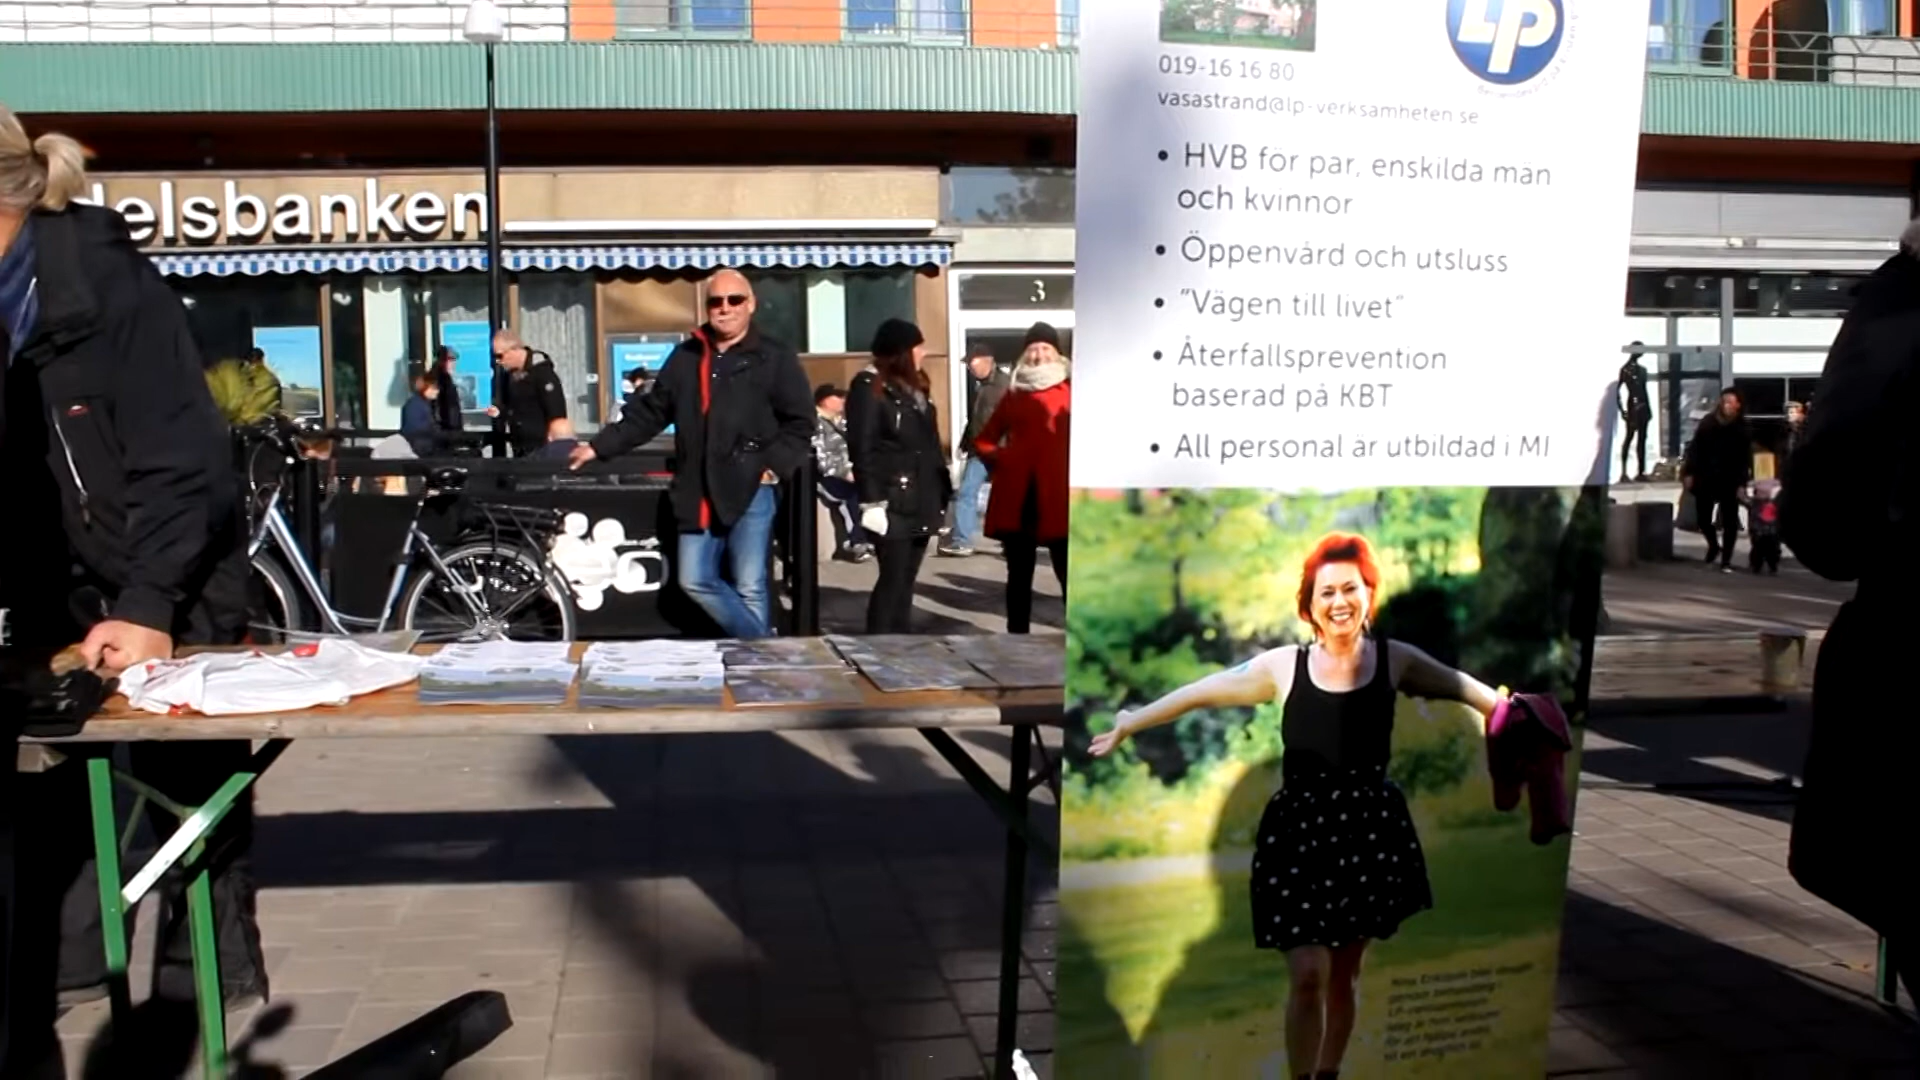 LP
019-16 16 80
vasastrand@lp-verksamheten.se
• HVB för par, enskilda män
och kvinnor
• Öppenvård och utsluss
• "Vägen till livet"
• Återfallsprevention
baserad på KBT
• All personal är utbildad i MI
delsbanken
3